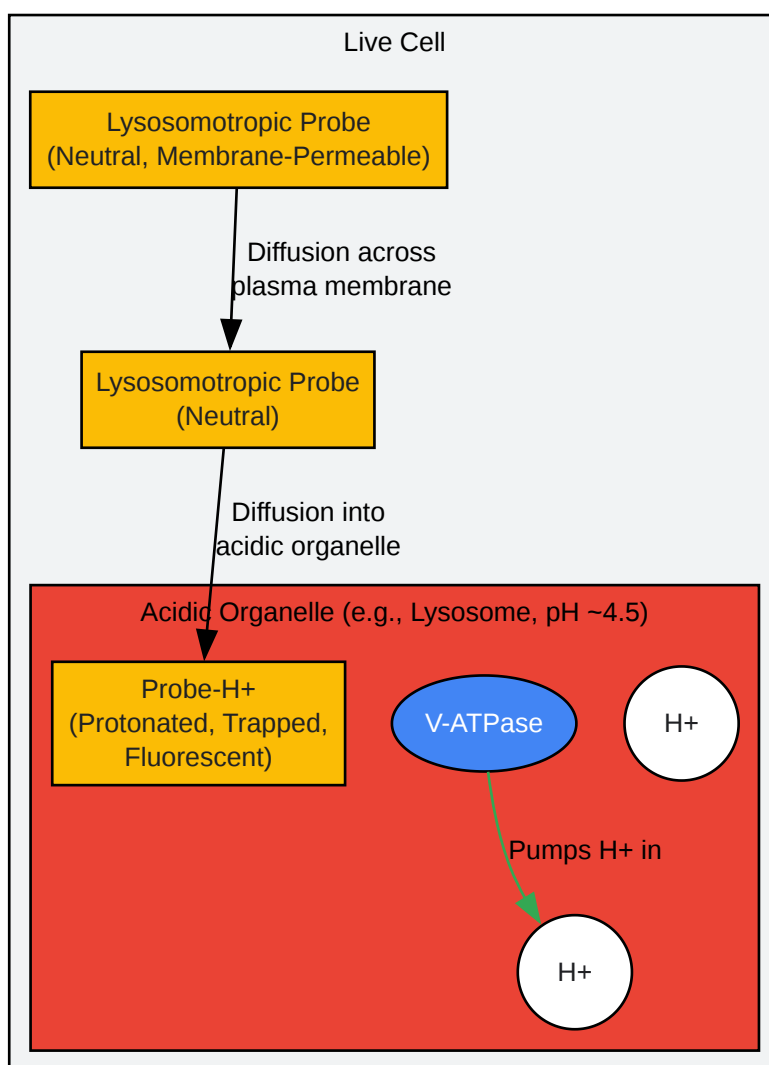 Live Cell
Lysosomotropic Probe
(Neutral, Membrane-Permeable)
Diffusion across
plasma membrane
Lysosomotropic Probe
(Neutral)
Diffusion into
acidic organelle
Acidic Organelle (e.g., Lysosome, pH ~4.5)
Probe-H+
(Protonated, Trapped,
Fluorescent)
V-ATPase
H+
Pumps H+ in
H+